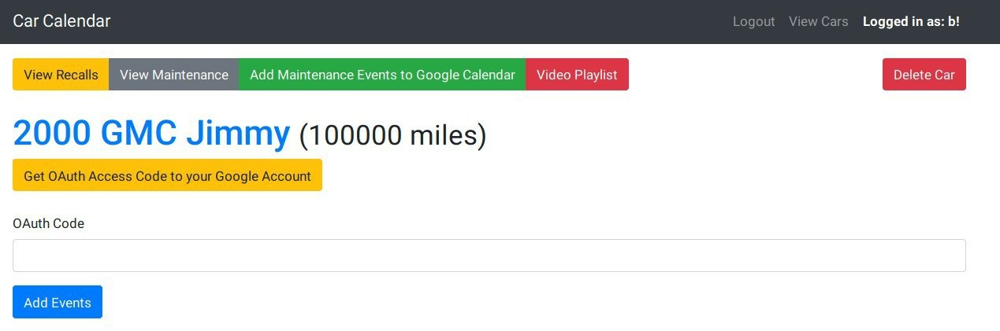 Car Calendar Logout View Cars Logged in as: b!
View Recalls View Maintenance Add Maintenance Events to Google Calendar Video Playlist Delete Car
2000 GMC Jimmy (100000 miles)
Get OAuth Access Code to your Google Account
OAuth Code
Add Events